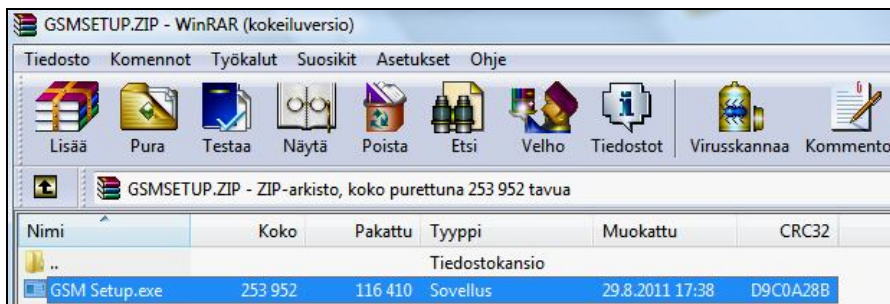 GSMSETUP.ZIP - WinRAR (kokeiluversio)
Tiedosto Komennot Työkalut Suosikit Asetukset Ohje
Lisää Pura Testaa Näytä Poista Etsi Velho Tiedostot Virusskannaa Kommento
GSMSETUP.ZIP - ZIP-arkisto, koko purettuna 253 952 tavua
Nimi Koko Pakattu Tyyppi Muokattu CRC32
.. Tiedostokansio
GSM Setup.exe 253 952 116 410 Sovellus 29.8.2011 17:38 D9C0A28B